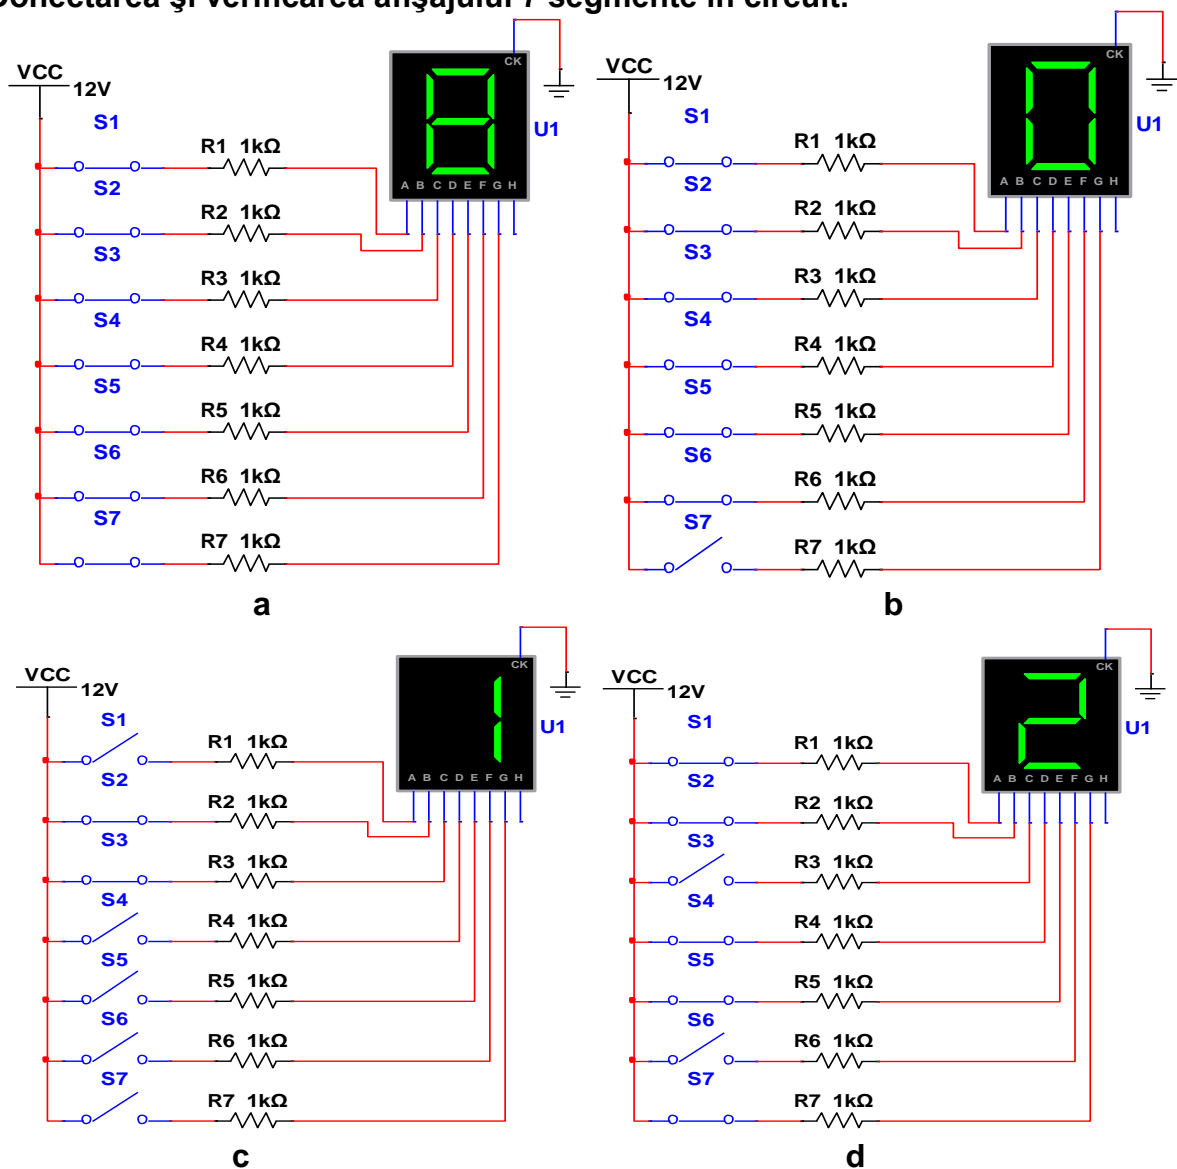 Conectarea şi verificarea afişajului 7 segmente în circuit.
VCC
12V
S1
R1 1kΩ
S2
R2 1kΩ
S3
R3 1kΩ
S4
R4 1kΩ
S5
R5 1kΩ
S6
R6 1kΩ
S7
R7 1kΩ
CK
8
U1
A B C D E F G H
a
VCC
12V
S1
R1 1kΩ
S2
R2 1kΩ
S3
R3 1kΩ
S4
R4 1kΩ
S5
R5 1kΩ
S6
R6 1kΩ
S7
R7 1kΩ
CK
0
U1
A B C D E F G H
b
VCC
12V
S1
R1 1kΩ
S2
R2 1kΩ
S3
R3 1kΩ
S4
R4 1kΩ
S5
R5 1kΩ
S6
R6 1kΩ
S7
R7 1kΩ
CK
1
U1
A B C D E F G H
c
VCC
12V
S1
R1 1kΩ
S2
R2 1kΩ
S3
R3 1kΩ
S4
R4 1kΩ
S5
R5 1kΩ
S6
R6 1kΩ
S7
R7 1kΩ
CK
2
U1
A B C D E F G H
d